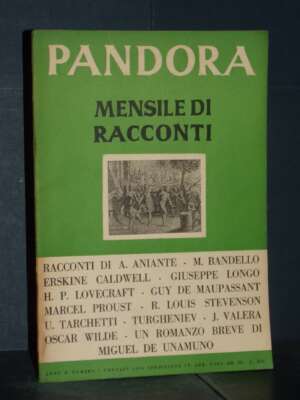 PANDORA
MENSILE DI
RACCONTI
RACCONTI DI A. ANIANTE - M. BANDELLO
ERSKINE CALDWELL - GIUSEPPE LONGO
H. P. LOVECRAFT - GUY DE MAUPASSANT
MARCEL PROUST - R. LOUIS STEVENSON
U. TARCHETTI - TURGHENIEV - J. VALERA
OSCAR WILDE - UN ROMANZO BREVE DI
MIGUEL DE UNAMUNO